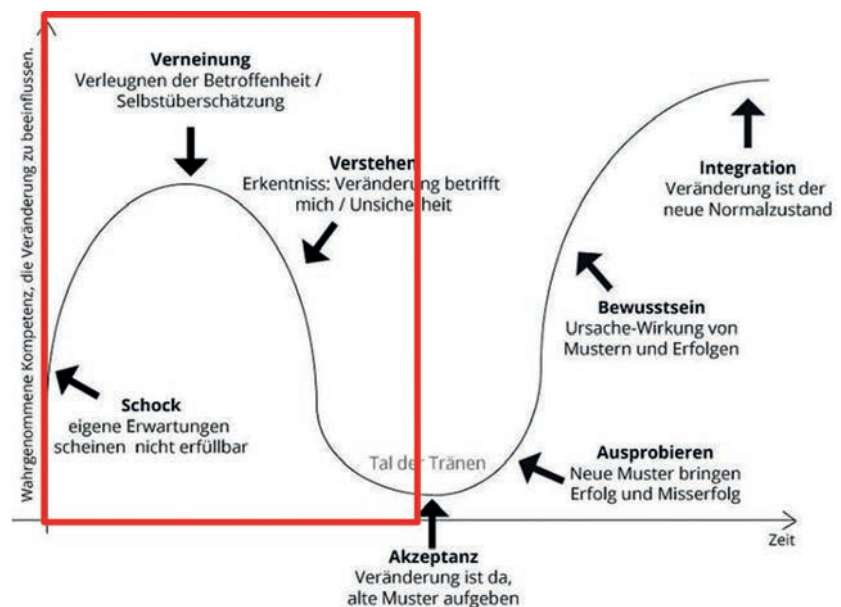 Wahrgenommene Kompetenz, die Veränderung zu beeinflussen.
Verneinung
Verleugnen der Betroffenheit /
Selbstüberschätzung
Verstehen
Erkentniss: Veränderung betrifft
mich / Unsicherheit
Integration
Veränderung ist der
neue Normalzustand
Bewusstsein
Ursache-Wirkung von
Mustern und Erfolgen
Schock
eigene Erwartungen
scheinen nicht erfüllbar
Tal der Tränen
Ausprobieren
Neue Muster bringen
Erfolg und Misserfolg
Zeit
Akzeptanz
Veränderung ist da,
alte Muster aufgeben